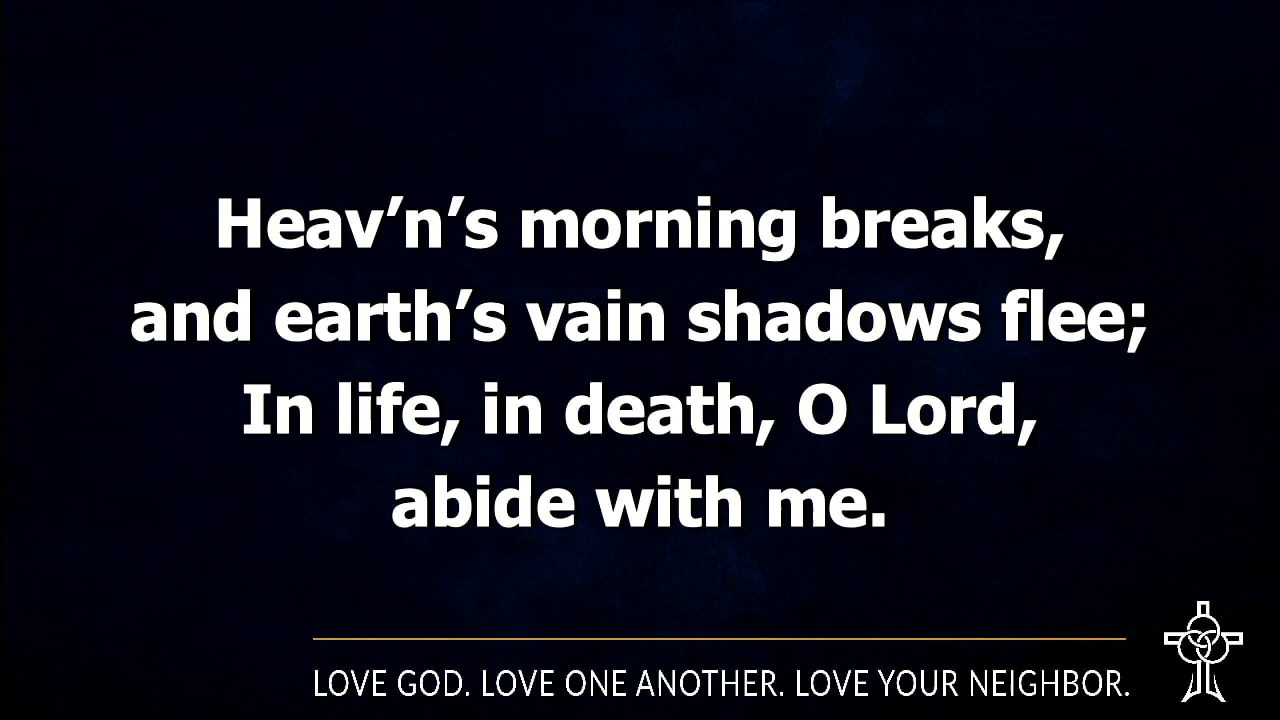 Heav’n’s morning breaks,
and earth’s vain shadows flee;
In life, in death, O Lord,
abide with me.
LOVE GOD. LOVE ONE ANOTHER. LOVE YOUR NEIGHBOR.